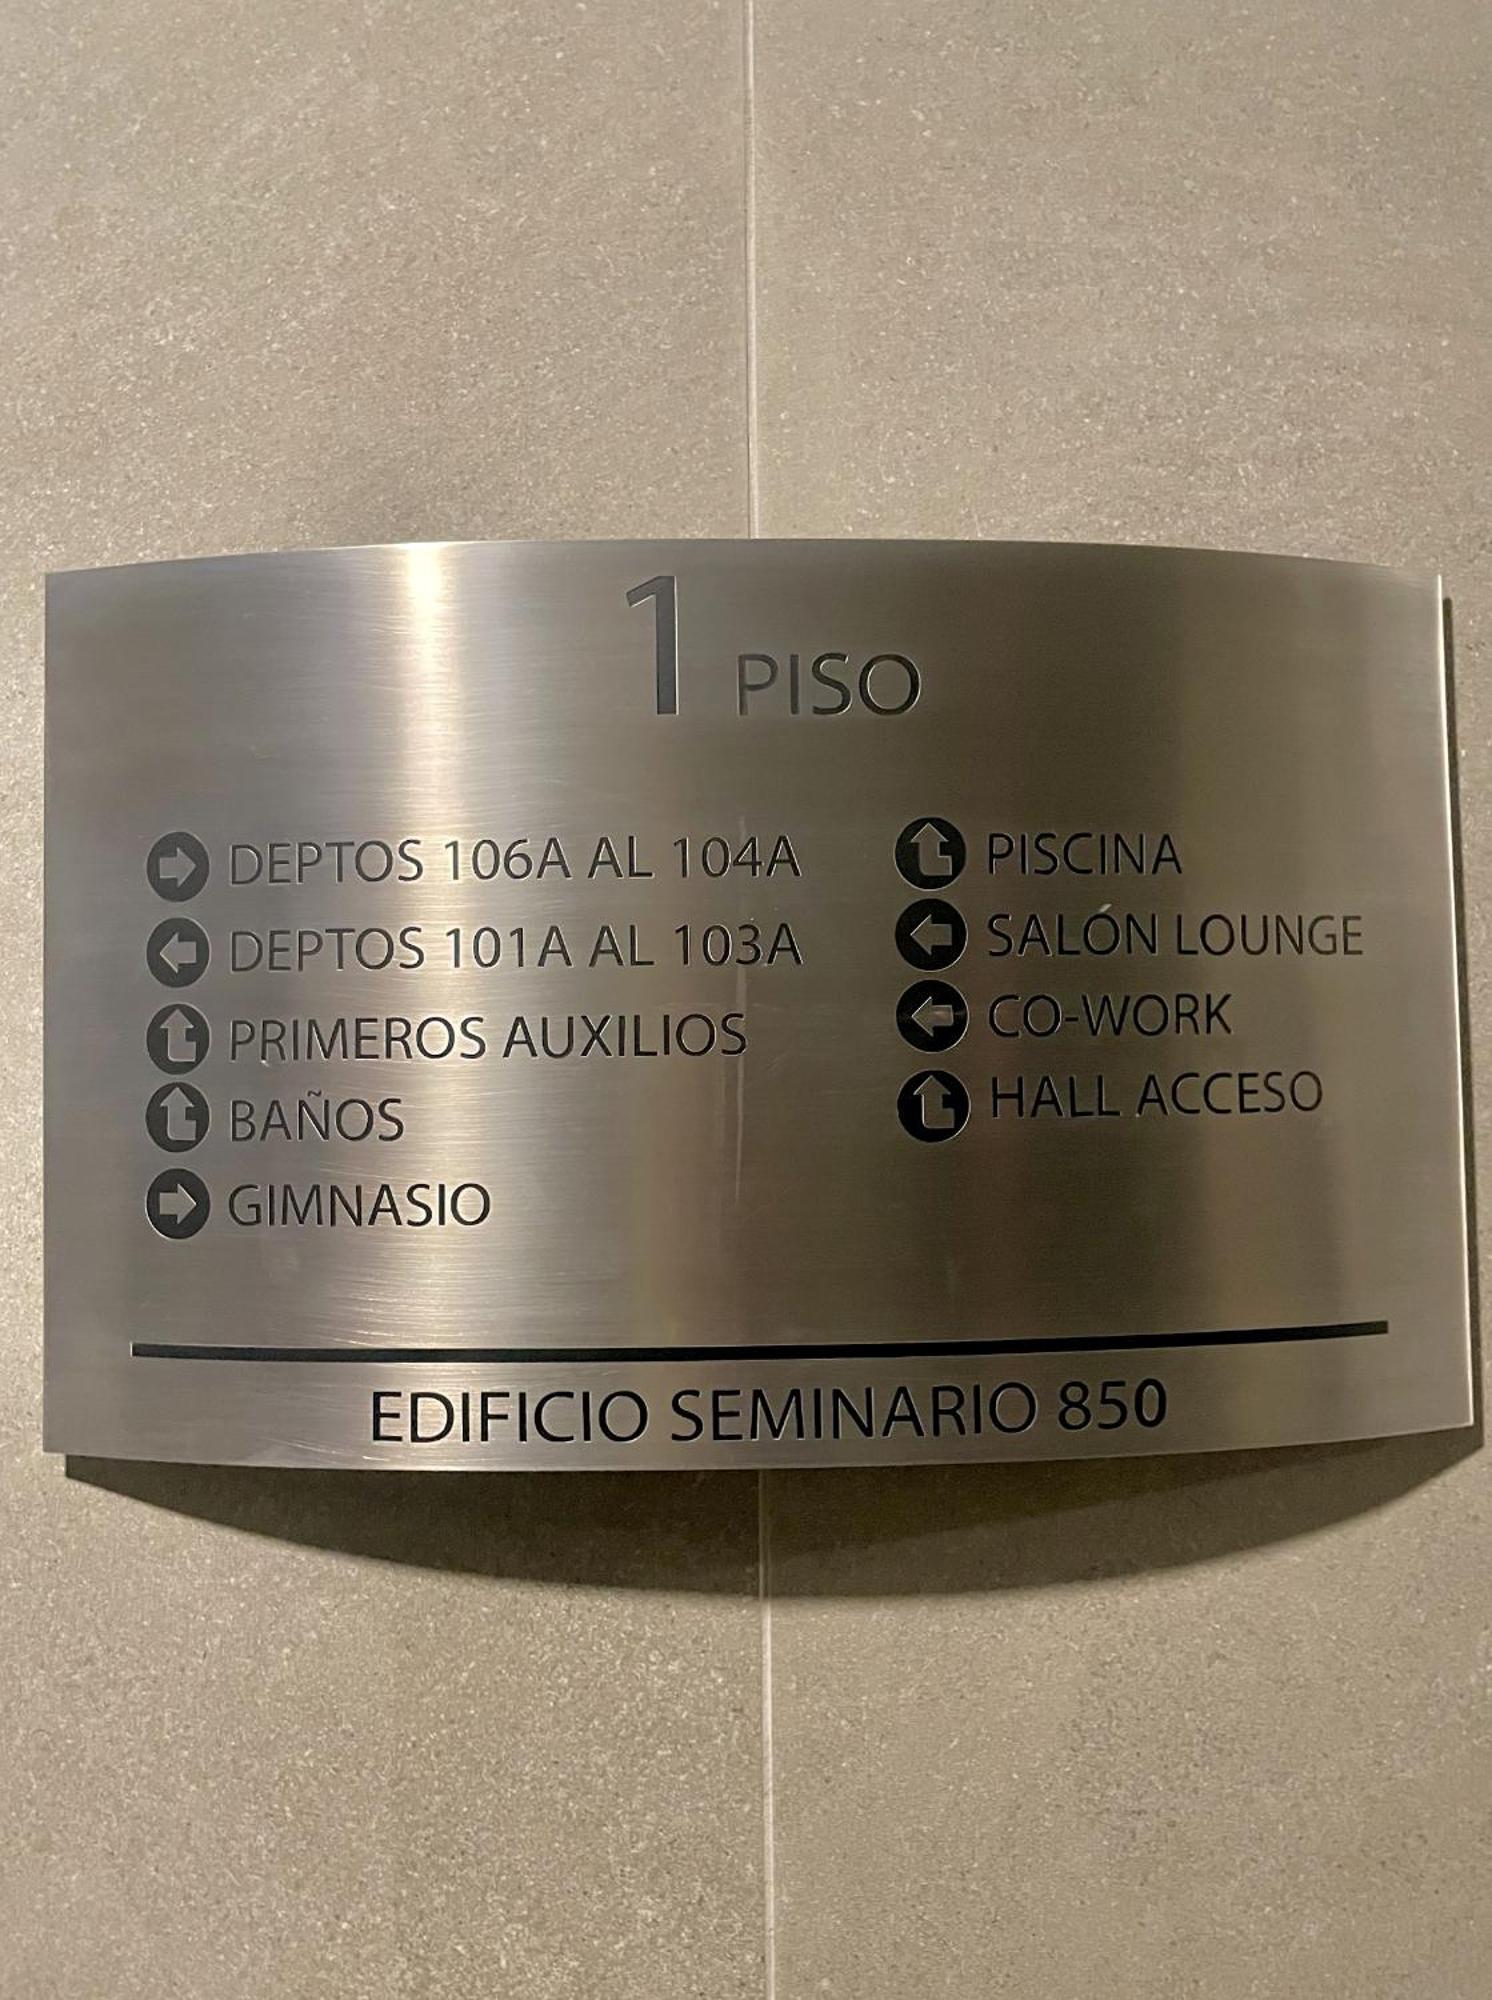 1 PISO
DEPTOS 106A AL 104A
DEPTOS 101A AL 103A
PRIMEROS AUXILIOS
BAÑOS
GIMNASIO
PISCINA
SALÓN LOUNGE
CO-WORK
HALL ACCESO
EDIFICIO SEMINARIO 850